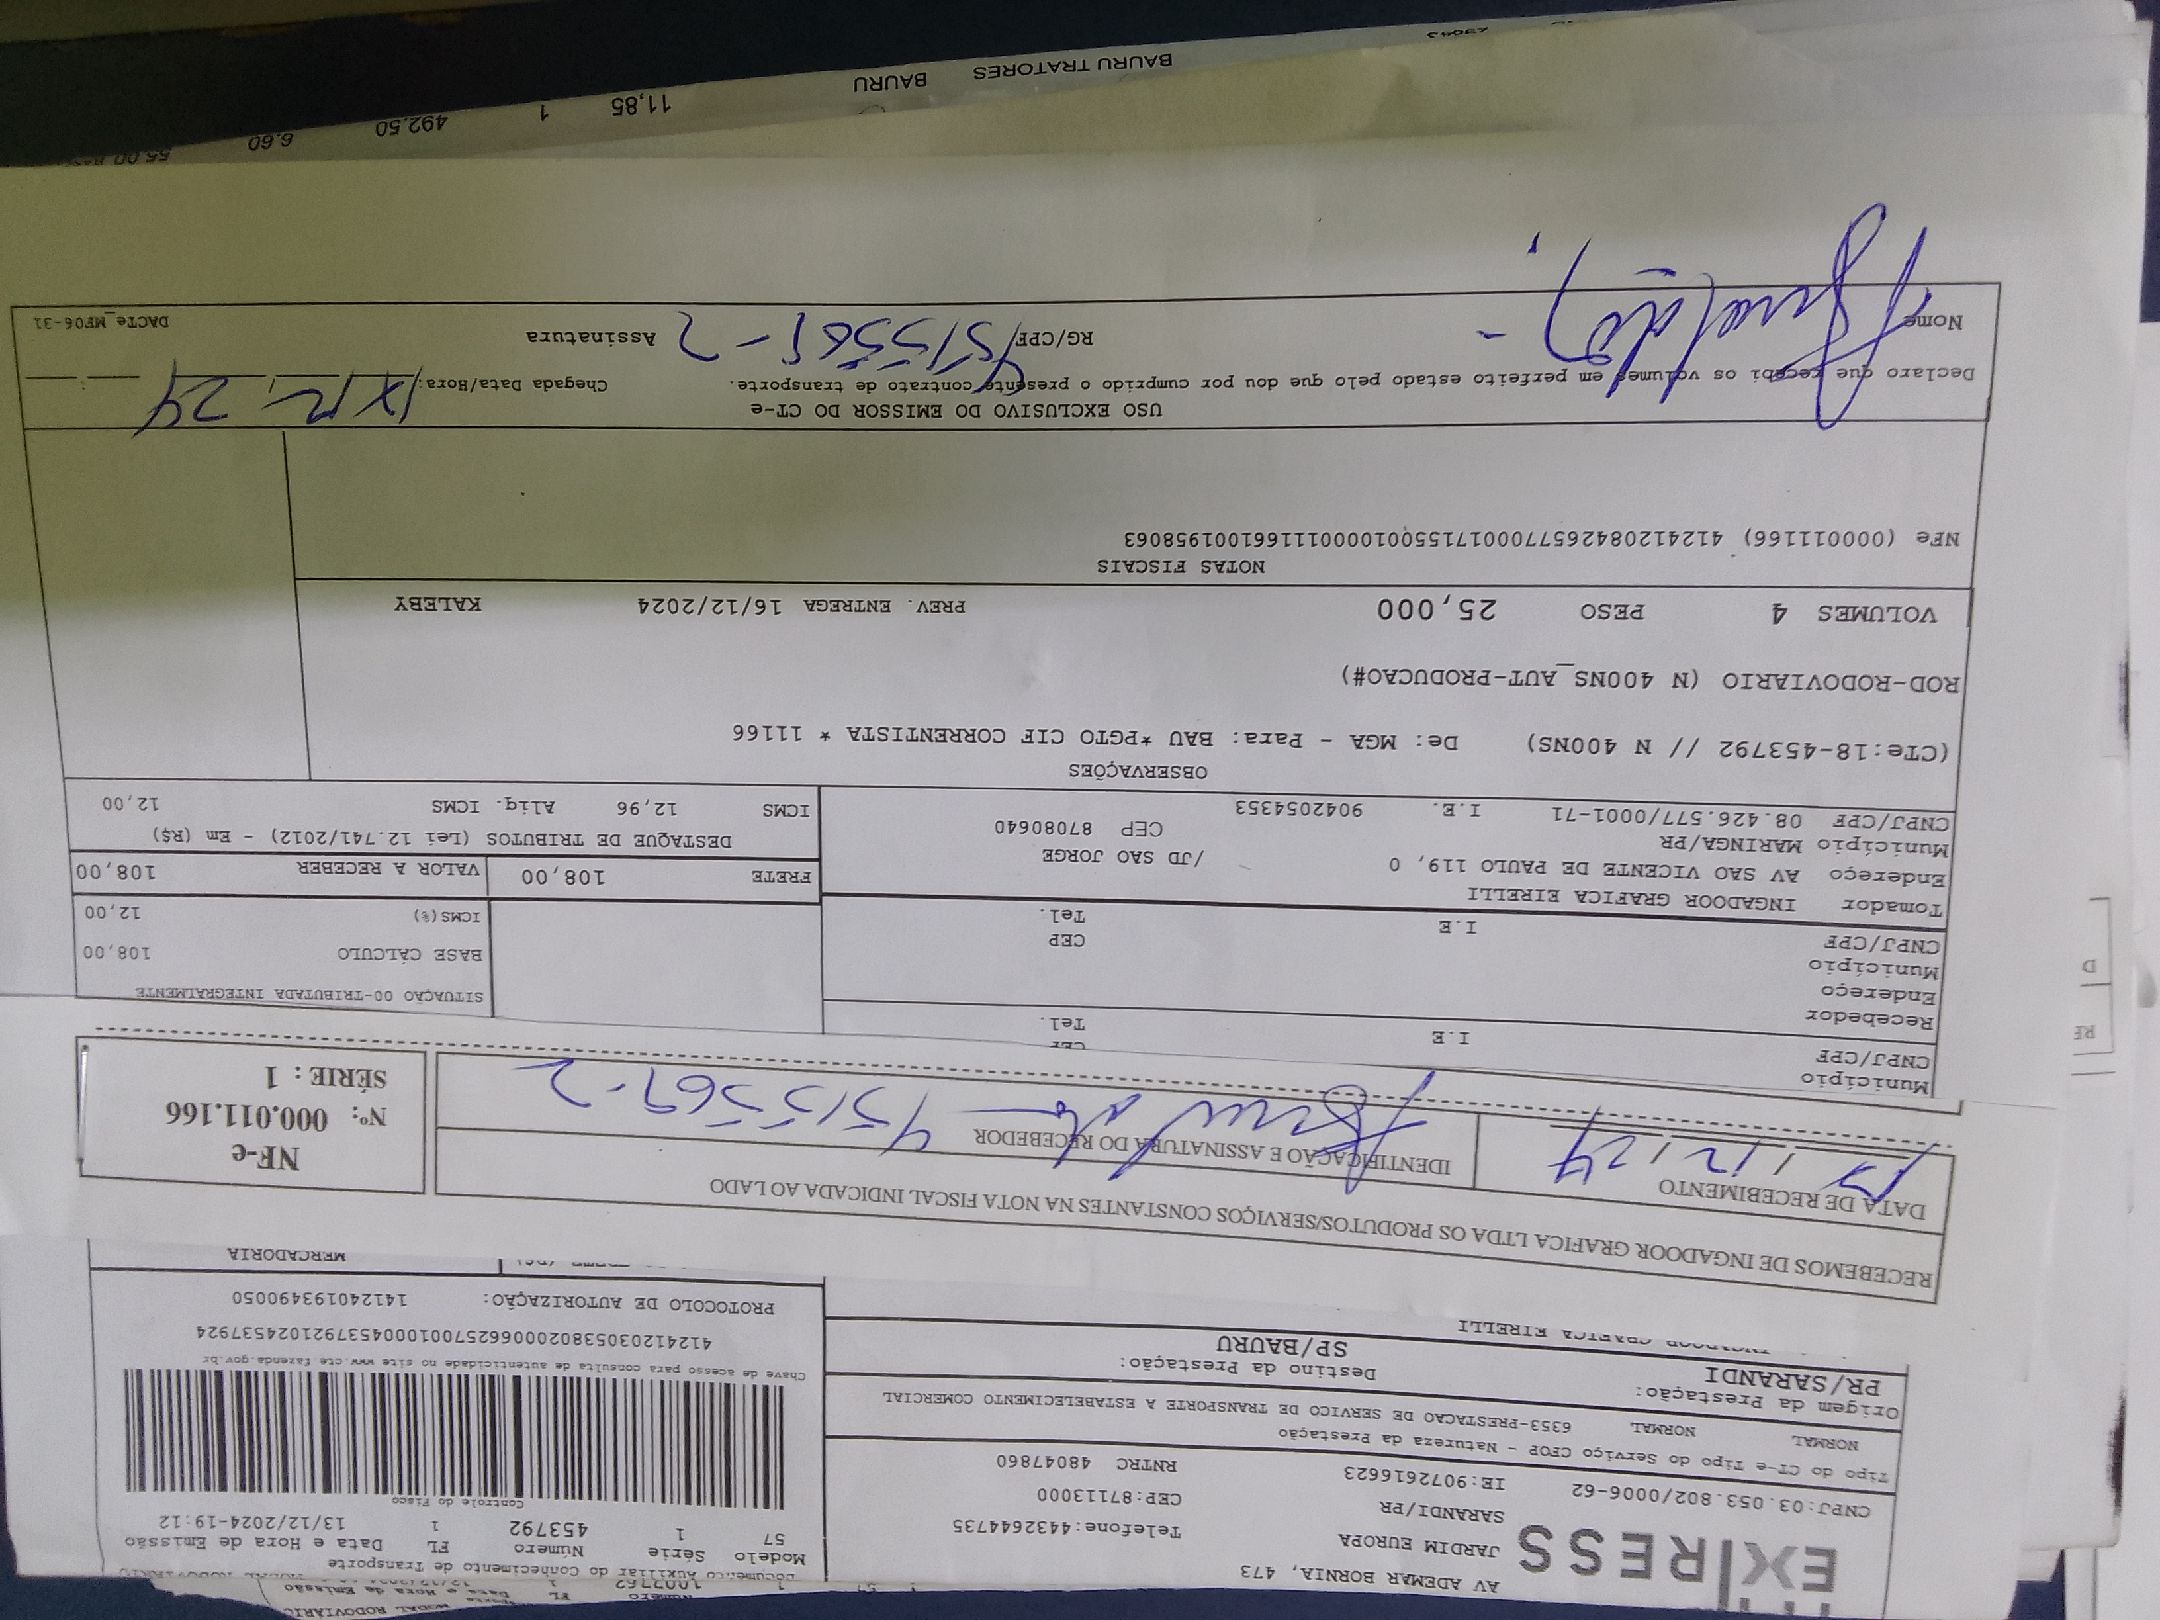 EXPRESS
AV ADEMAR BORNIA, 473
JARDIM EUROPA Telefone:4432644735
SARANDI/PR CEP:87113000
CNPJ:03.053.802/0006-62 IE:9072616623 RNTRC 48047860
Tipo do CT-e Tipo do Serviço CFOP - Natureza da Prestação
NORMAL NORMAL 6353-PRESTACAO DE SERVICO DE TRANSPORTE A ESTABELECIMENTO COMERCIAL
Origem da Prestação: Destino da Prestação:
PR/SARANDI SP/BAURU
Documento Auxiliar do Conhecimento de Transporte
Modelo Série Número FL Data e Hora de Emissão
57 1 453792 1 13/12/2024-19:12
Controle do Fisco
Chave de acesso para consulta de autenticidade no site www.cte.fazenda.gov.br
41241203053802000662570010004537921024537924
PROTOCOLO DE AUTORIZAÇÃO: 141240193490050
MERCADORIA
RECEBEMOS DE INGADOOR GRAFICA LTDA OS PRODUTOS/SERVIÇOS CONSTANTES NA NOTA FISCAL INDICADA AO LADO
DATA DE RECEBIMENTO IDENTIFICAÇÃO E ASSINATURA DO RECEBEDOR
17/12/24 4515569-2
NF-e
Nº: 000.011.166
SÉRIE: 1
Município CEP
CNPJ/CPF I.E Tel.
Recebedor
Endereço
Município CEP
CNPJ/CPF I.E Tel.
Tomador INGADOOR GRAFICA EIRELLI
Endereço AV SAO VICENTE DE PAULO 119, 0 /JD SAO JORGE
Município MARINGA/PR CEP 87080640
CNPJ/CPF 08.426.577/0001-71 I.E. 9042054353
SITUAÇÃO 00-TRIBUTADA INTEGRALMENTE
BASE CÁLCULO 108,00
ICMS(%) 12,00
FRETE 108,00 VALOR A RECEBER 108,00
DESTAQUE DE TRIBUTOS (Lei 12.741/2012) - Em (R$)
ICMS 12,96 Aliq. ICMS 12,00
OBSERVAÇÕES
(CTe:18-453792 // N 400NS) De: MGA - Para: BAU *PGTO CIF CORRENTISTA * 11166
ROD-RODOVIARIO (N 400NS_AUT-PRODUCAO#)
VOLUMES 4 PESO 25,000 PREV. ENTREGA 16/12/2024 KALEBY
NOTAS FISCAIS
NFe (000011166) 41241208426577000171550010000111661001958063
USO EXCLUSIVO DO EMISSOR DO CT-e
Declaro que recebi os volumes em perfeito estado pelo que dou por cumprido o presente contrato de transporte. Chegada Data/Hora:
Nome RG/CPF 4515569-2 Assinatura
DACTe_MF06-31
BAURU TRATORES BAURU 11,85 1 492.50 6.60